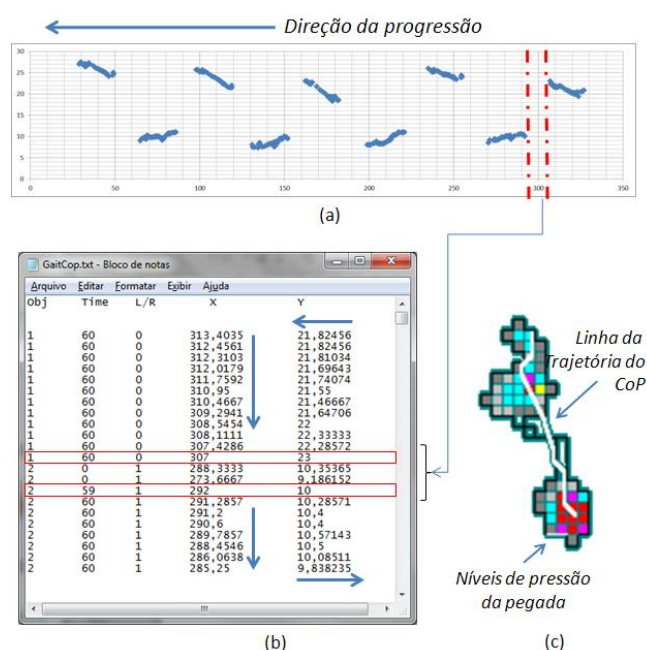 Direção da progressão
30
25
20
15
10
5
0
0 50 100 150 200 250 300 350
(a)
GaitCop.txt - Bloco de notas
Arquivo Editar Formatar Exibir Ajuda
Obj Time L/R X Y
1 60 0 313,4035 21,82456
1 60 0 312,4561 21,82456
1 60 0 312,3103 21,81034
1 60 0 312,0179 21,69643
1 60 0 311,7592 21,74074
1 60 0 310,95 21,55
1 60 0 310,4667 21,46667
1 60 0 309,2941 21,64706
1 60 0 308,5454 22
1 60 0 308,1111 22,33333
1 60 0 307,4286 22,28572
1 60 0 307 23
2 0 1 288,3333 10,35365
2 0 1 273,6667 9,186152
2 59 1 292 10
2 60 1 291,2857 10,28571
2 60 1 291,2 10,4
2 60 1 290,6 10,4
2 60 1 289,7857 10,57143
2 60 1 288,4546 10,5
2 60 1 286,0638 10,08511
2 60 1 285,25 9,838235
(b)
Linha da
Trajetória do
CoP
Níveis de pressão
da pegada
(c)